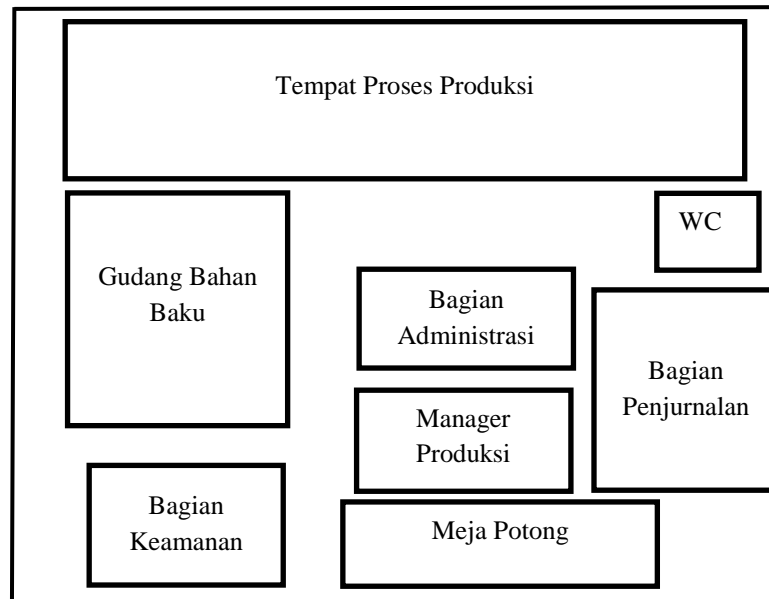 Tempat Proses Produksi
WC
Gudang Bahan
Baku
Bagian
Administrasi
Bagian
Penjurnalan
Manager
Produksi
Bagian
Keamanan
Meja Potong